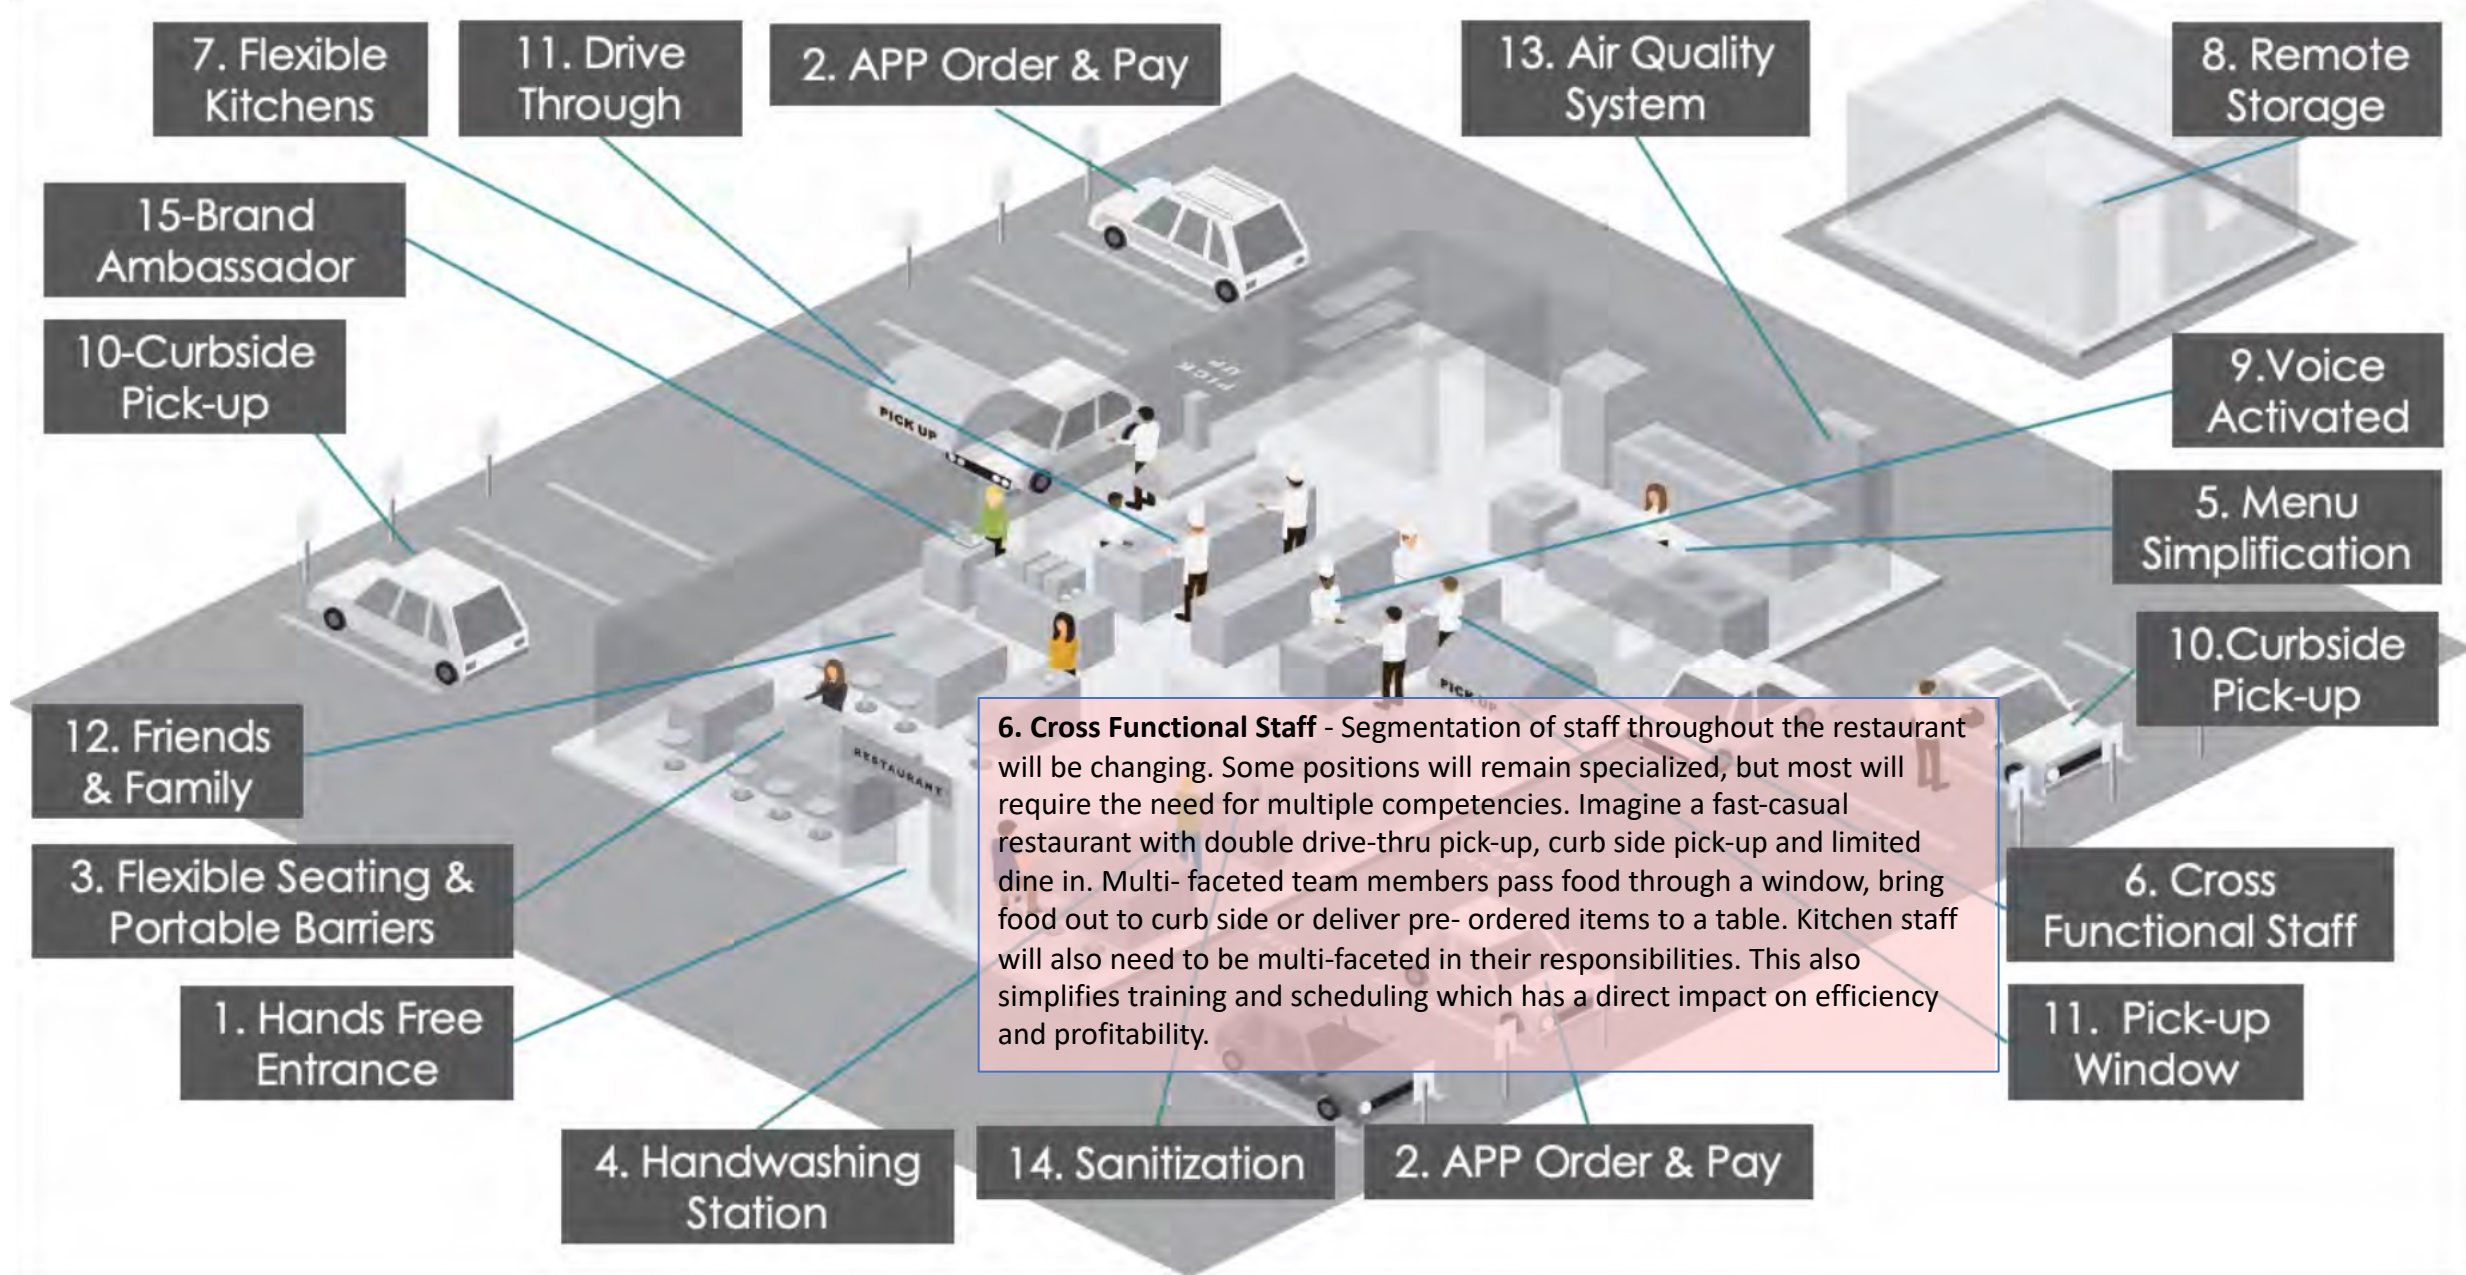 7. Flexible
Kitchens
11. Drive
Through
2. APP Order & Pay
13. Air Quality
System
8. Remote
Storage
15-Brand
Ambassador
10-Curbside
Pick-up
PICK
UP
PICK UP
9.Voice
Activated
5. Menu
Simplification
10.Curbside
Pick-up
PICK UP
12. Friends
& Family
RESTAURANT
6. Cross Functional Staff - Segmentation of staff throughout the restaurant
will be changing. Some positions will remain specialized, but most will
require the need for multiple competencies. Imagine a fast-casual
restaurant with double drive-thru pick-up, curb side pick-up and limited
dine in. Multi- faceted team members pass food through a window, bring
food out to curb side or deliver pre- ordered items to a table. Kitchen staff
will also need to be multi-faceted in their responsibilities. This also
simplifies training and scheduling which has a direct impact on efficiency
and profitability.
3. Flexible Seating &
Portable Barriers
6. Cross
Functional Staff
1. Hands Free
Entrance
11. Pick-up
Window
4. Handwashing
Station
14. Sanitization
2. APP Order & Pay